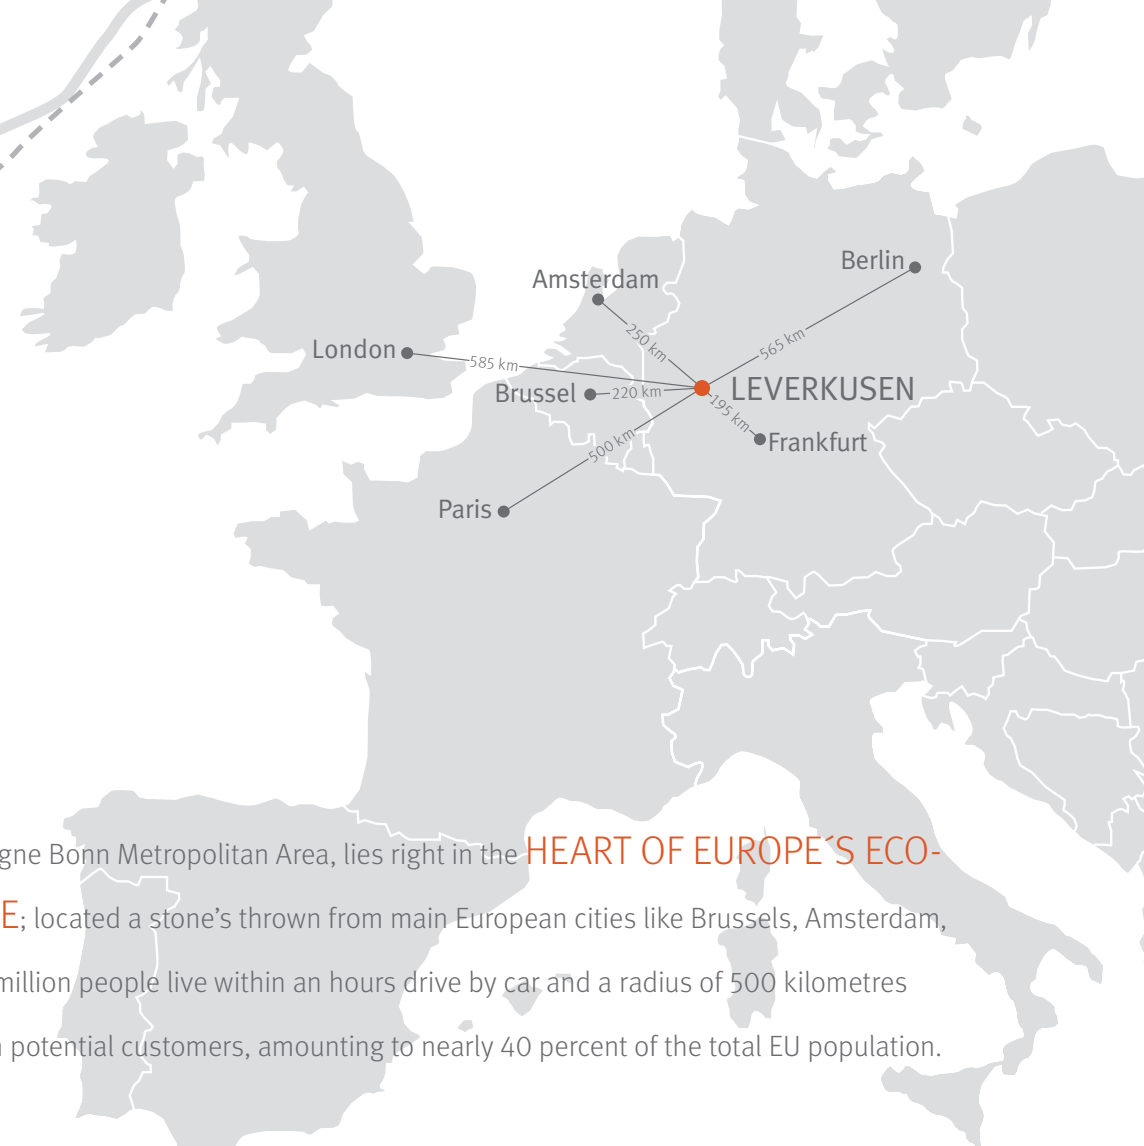 Berlin
Amsterdam
250 km
565 km
London
585 km
LEVERKUSEN
Brussel
220 km
195 km
Frankfurt
500 km
Paris
gne Bonn Metropolitan Area, lies right in the HEART OF EUROPE´S ECO-
E; located a stone’s thrown from main European cities like Brussels, Amsterdam,
million people live within an hours drive by car and a radius of 500 kilometres
potential customers, amounting to nearly 40 percent of the total EU population.